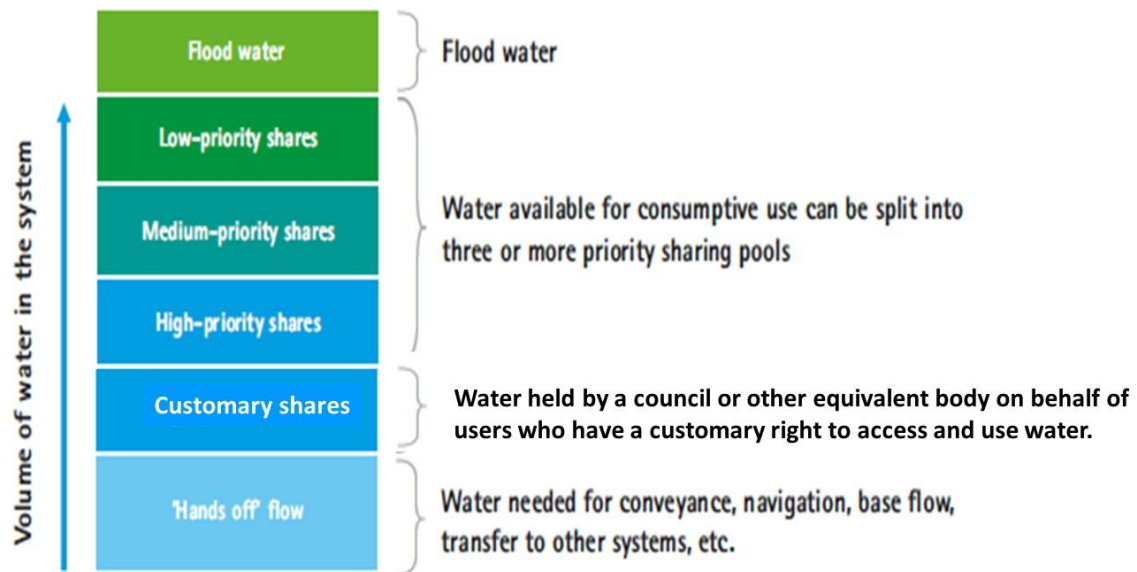 Flood water
Flood water
Low-priority shares
Medium-priority shares
High-priority shares
Water available for consumptive use can be split into
three or more priority sharing pools
Customary shares
Water held by a council or other equivalent body on behalf of
users who have a customary right to access and use water.
'Hands off' flow
Water needed for conveyance, navigation, base flow,
transfer to other systems, etc.
Volume of water in the system